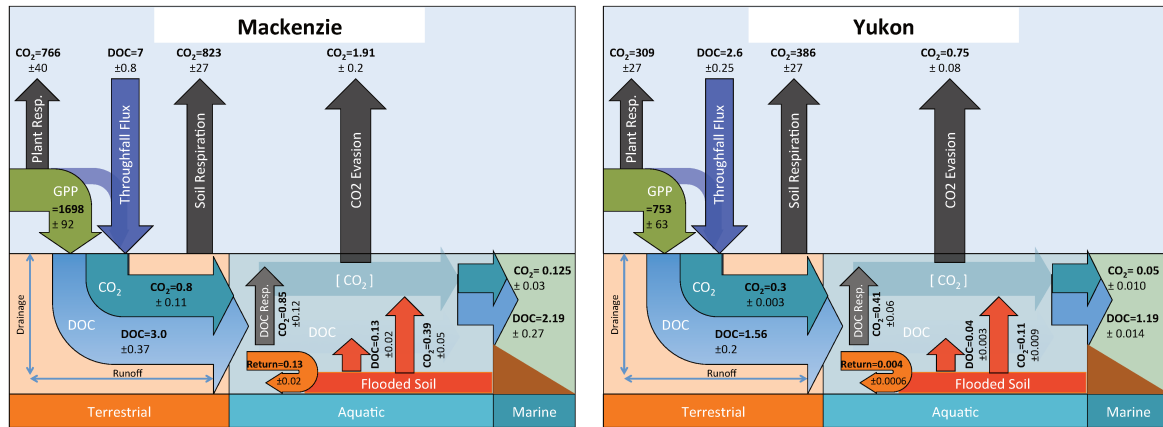 Mackenzie
CO2=766
±40
DOC=7
±0.8
CO2=823
±27
CO2=1.91
± 0.2
Plant Resp.
Throughfall Flux
Soil Respiration
CO2 Evasion
GPP
=1698
± 92
Drainage
CO2
CO2=0.8
± 0.11
DOC
DOC=3.0
±0.37
Runoff
DOC Resp.
CO2=0.85
±0.12
[ CO2 ]
DOC
DOC=0.13
±0.02
CO2=0.39
±0.05
Return=0.13
±0.02
Flooded Soil
CO2= 0.125
± 0.03
DOC=2.19
± 0.27
Terrestrial
Aquatic
Marine
Yukon
CO2=309
±27
DOC=2.6
±0.25
CO2=386
±27
CO2=0.75
± 0.08
Plant Resp.
Throughfall Flux
Soil Respiration
CO2 Evasion
GPP
=753
± 63
Drainage
CO2
CO2=0.3
± 0.003
DOC
DOC=1.56
±0.2
Runoff
DOC Resp.
CO2=0.41
±0.06
[ CO2 ]
DOC
DOC=0.04
±0.003
CO2=0.11
±0.009
Return=0.004
±0.0006
Flooded Soil
CO2= 0.05
± 0.010
DOC=1.19
± 0.014
Terrestrial
Aquatic
Marine